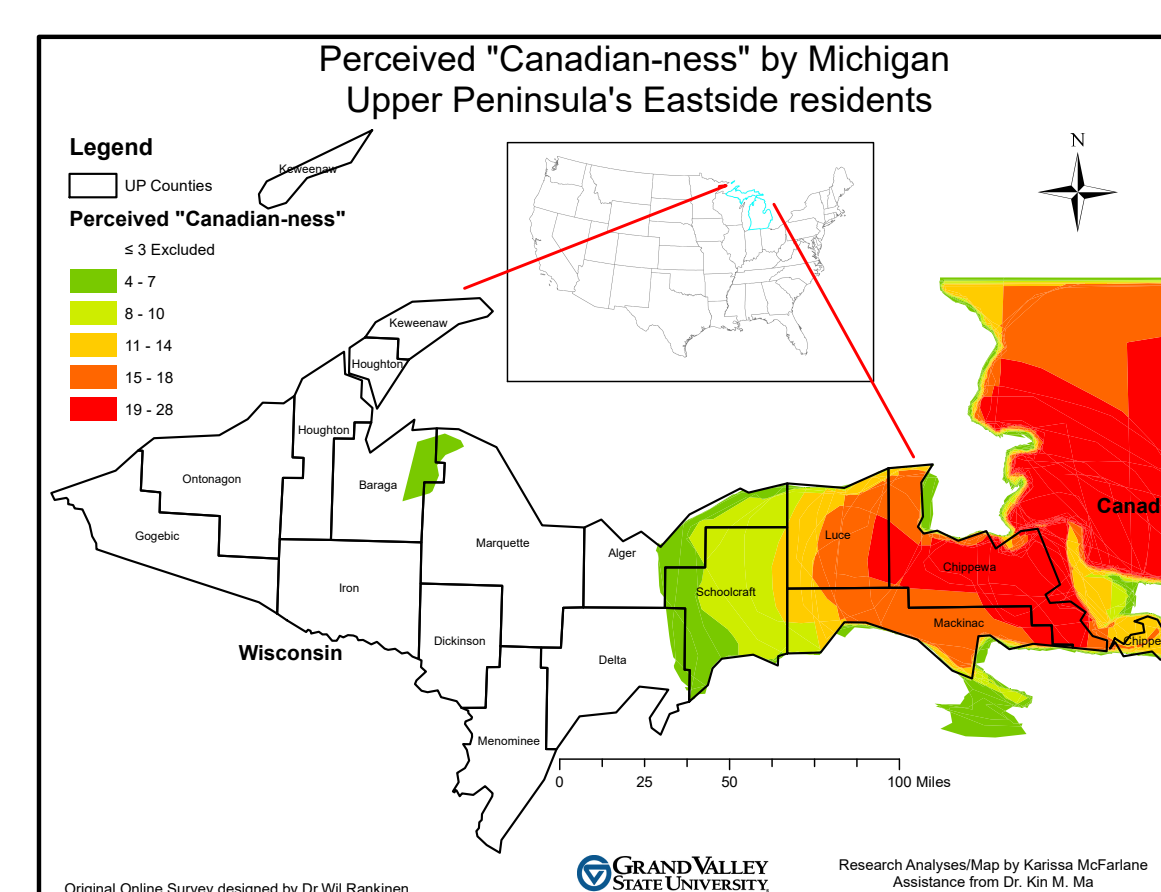 Perceived "Canadian-ness" by Michigan
Upper Peninsula's Eastside residents
Legend
UP Counties
Perceived "Canadian-ness"
≤ 3 Excluded
4 - 7
8 - 10
11 - 14
15 - 18
19 - 28
Keweenaw
N
Keweenaw
Houghton
Houghton
Ontonagon
Baraga
Gogebic
Marquette
Alger
Luce
Chippewa
Canad
Iron
Schoolcraft
Mackinac
Dickinson
Chippe
Wisconsin
Delta
Menominee
0 25 50 100 Miles
GRAND VALLEY
STATE UNIVERSITY
Research Analyses/Map by Karissa McFarlane
Assistance from Dr. Kin M. Ma
Original Online Survey designed by Dr Wil Rankinen